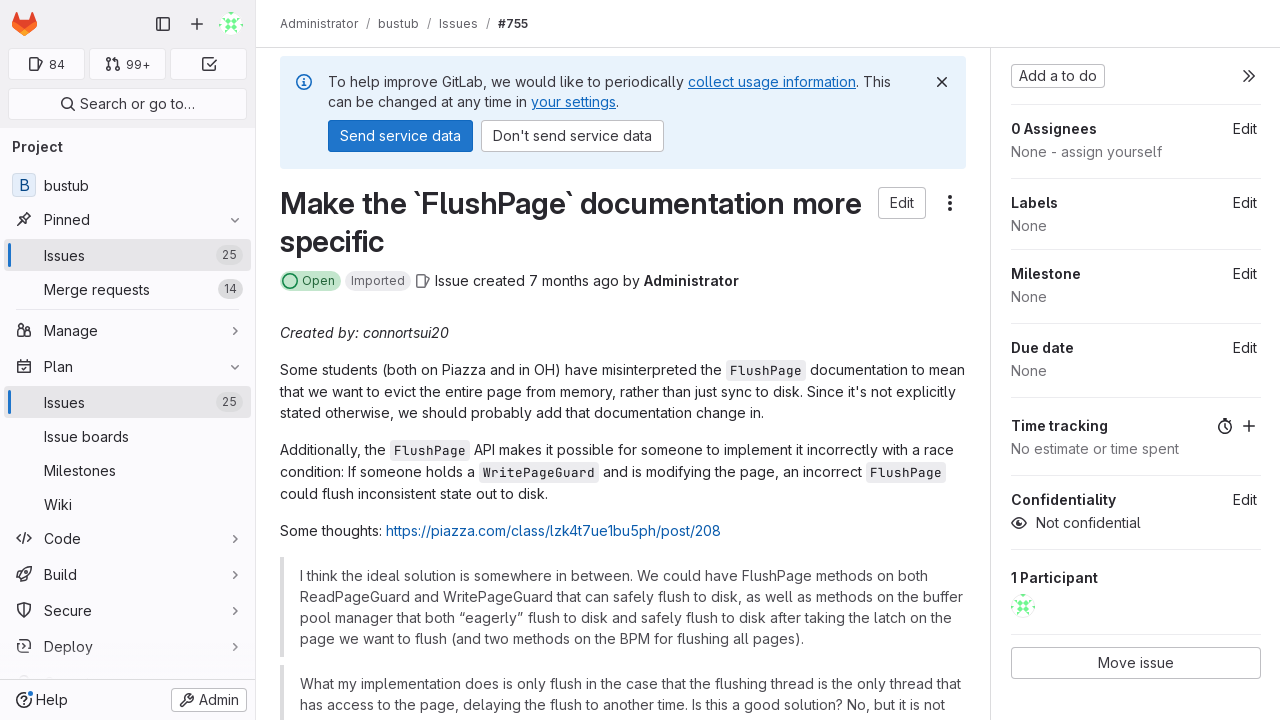 Administrator / bustub / Issues / #755
84
99+
Search or go to…
Project
B bustub
Pinned
Issues 25
Merge requests 14
Manage
Plan
Issues 25
Issue boards
Milestones
Wiki
Code
Build
Secure
Deploy
Help
Admin
To help improve GitLab, we would like to periodically collect usage information. This
can be changed at any time in your settings.
Send service data
Don't send service data
Make the `FlushPage` documentation more
specific
Edit
Open Imported Issue created 7 months ago by Administrator
Created by: connortsui20
Some students (both on Piazza and in OH) have misinterpreted the FlushPage documentation to mean
that we want to evict the entire page from memory, rather than just sync to disk. Since it's not explicitly
stated otherwise, we should probably add that documentation change in.
Additionally, the FlushPage API makes it possible for someone to implement it incorrectly with a race
condition: If someone holds a WritePageGuard and is modifying the page, an incorrect FlushPage
could flush inconsistent state out to disk.
Some thoughts: https://piazza.com/class/lzk4t7ue1bu5ph/post/208
I think the ideal solution is somewhere in between. We could have FlushPage methods on both
ReadPageGuard and WritePageGuard that can safely flush to disk, as well as methods on the buffer
pool manager that both “eagerly” flush to disk and safely flush to disk after taking the latch on the
page we want to flush (and two methods on the BPM for flushing all pages).
What my implementation does is only flush in the case that the flushing thread is the only thread that
has access to the page, delaying the flush to another time. Is this a good solution? No, but it is not
Add a to do
0 Assignees Edit
None - assign yourself
Labels Edit
None
Milestone Edit
None
Due date Edit
None
Time tracking
No estimate or time spent
Confidentiality Edit
Not confidential
1 Participant
Move issue